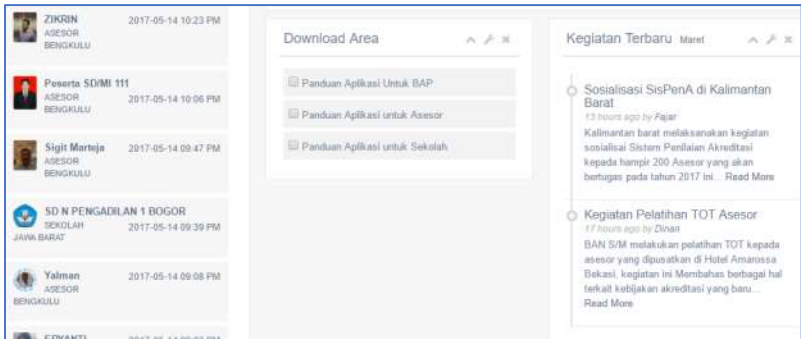 ZIKRIN 2017-05-14 10:23 PM
ASESOR
BENGKULU
Peserta SD/MI 111
ASESOR 2017-05-14 10:06 PM
BENGKULU
Sigit Marteja 2017-05-14 09:47 PM
ASESOR
BENGKULU
SD N PENGADILAN 1 BOGOR
SEKOLAH 2017-05-14 09:39 PM
JAWA BARAT
Yalman 2017-05-14 09:08 PM
ASESOR
BENGKULU
Download Area
Panduan Aplikasi Untuk BAP
Panduan Aplikasi untuk Asesor
Panduan Aplikasi untuk Sekolah
Kegiatan Terbaru Maret
Sosialisasi SisPenA di Kalimantan
Barat
13 hours ago by Fajar
Kalimantan barat melaksanakan kegiatan
sosialisai Sistem Penilaian Akreditasi
kepada hampir 200 Asesor yang akan
bertugas pada tahun 2017 ini... Read More
Kegiatan Pelatihan TOT Asesor
17 hours ago by Dinan
BAN S/M melakukan pelatihan TOT kepada
asesor yang dipusatkan di Hotel Amarossa
Bekasi, kegiatan ini Membahas berbagai hal
terkait kebijakan akreditasi yang baru...
Read More